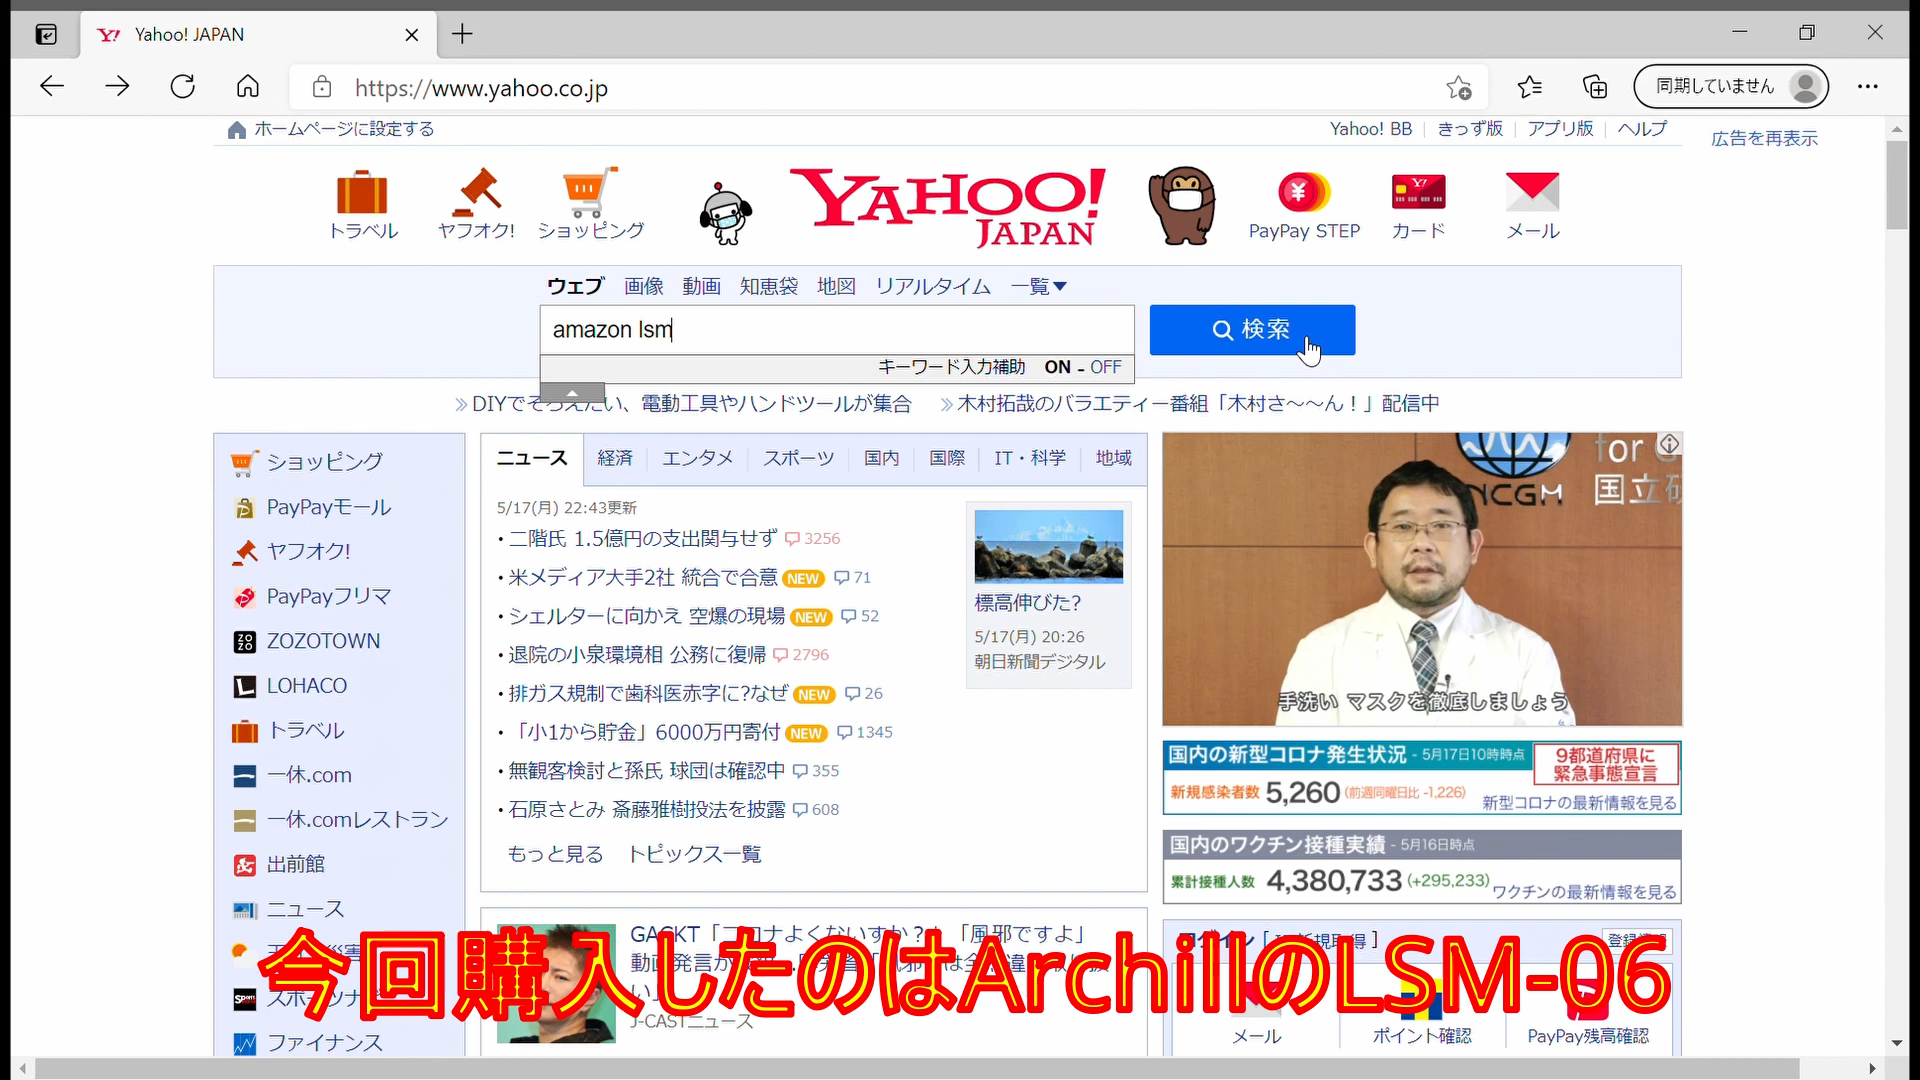 Yahoo! JAPAN
https://www.yahoo.co.jp
同期していません
ホームページに設定する
Yahoo! BB きっず版 アプリ版 ヘルプ
広告を再表示
トラベル ヤフオク! ショッピング
YAHOO! JAPAN
PayPay STEP カード メール
ウェブ 画像 動画 知恵袋 地図 リアルタイム 一覧▼
amazon lsm
検索
キーワード入力補助 ON - OFF
DIYでそろえたい、電動工具やハンドツールが集合
木村拓哉のバラエティー番組「木村さ〜〜ん！」配信中
ショッピング
PayPayモール
ヤフオク!
PayPayフリマ
ZOZOTOWN
LOHACO
トラベル
一休.com
一休.comレストラン
出前館
ニュース
ファイナンス
ニュース 経済 エンタメ スポーツ 国内 国際 IT・科学 地域
5/17(月) 22:43更新
・二階氏 1.5億円の支出関与せず 3256
・米メディア大手2社 統合で合意 NEW 71
・シェルターに向かえ 空爆の現場 NEW 52
・退院の小泉環境相 公務に復帰 2796
・排ガス規制で歯科医赤字に?なぜ NEW 26
・「小1から貯金」6000万円寄付 NEW 1345
・無観客検討と孫氏 球団は確認中 355
・石原さとみ 斎藤雅樹投法を披露 608
もっと見る トピックス一覧
標高伸びた?
5/17(月) 20:26
朝日新聞デジタル
GACKT「コロナよくないすか？」「風邪ですよ」
J-CASTニュース
for
NCGM
国立
手洗い マスクを徹底しましょう
国内の新型コロナ発生状況 - 5月17日10時時点
9都道府県に
緊急事態宣言
新規感染者数 5,260 (前週同曜日比 -1,226)
新型コロナの最新情報を見る
国内のワクチン接種実績 - 5月16日時点
累計接種人数 4,380,733 (+295,233)
ワクチンの最新情報を見る
ログイン
メール ポイント確認 PayPay残高確認
今回購入したのはArchillのLSM-06